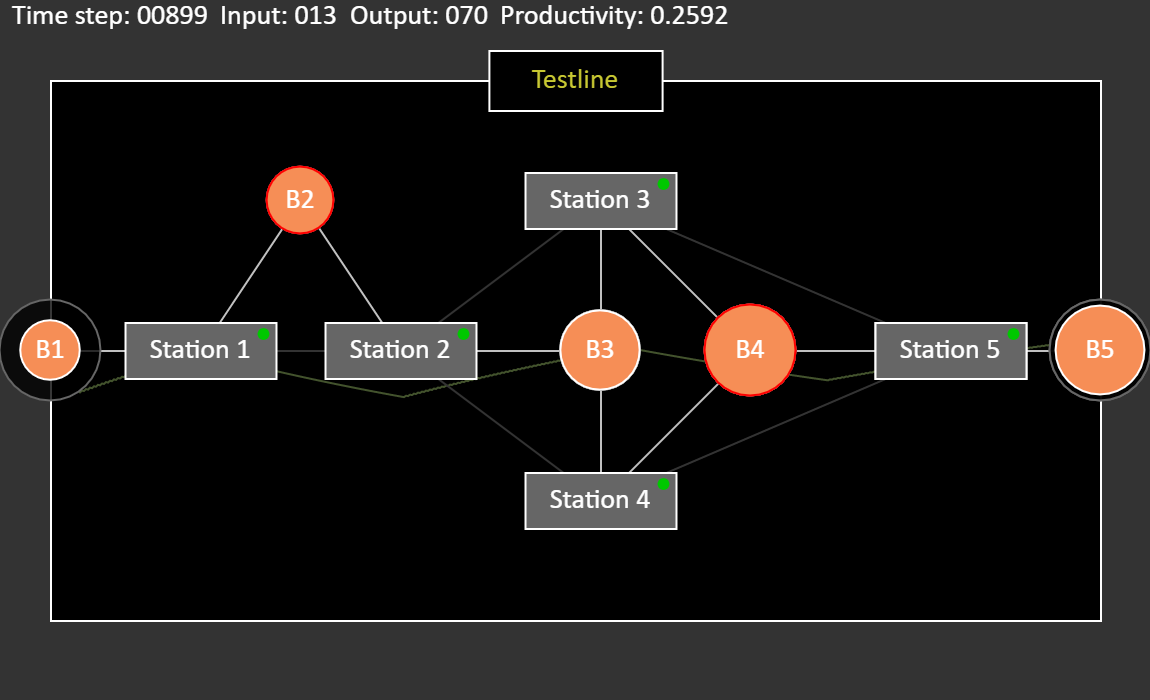 Time step: 00899 Input: 013 Output: 070 Productivity: 0.2592
Testline
B2
Station 3
B1
Station 1
Station 2
B3
B4
Station 5
B5
Station 4